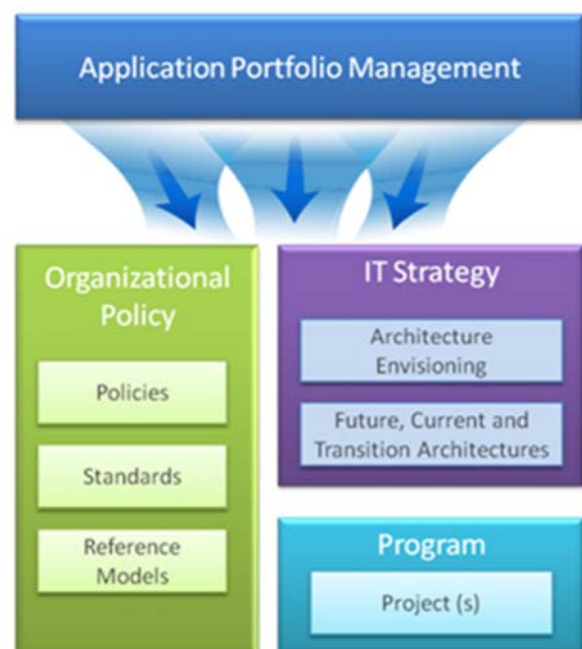 Application Portfolio Management
Organizational
Policy
Policies
Standards
Reference
Models
IT Strategy
Architecture
Envisioning
Future, Current and
Transition Architectures
Program
Project (s)